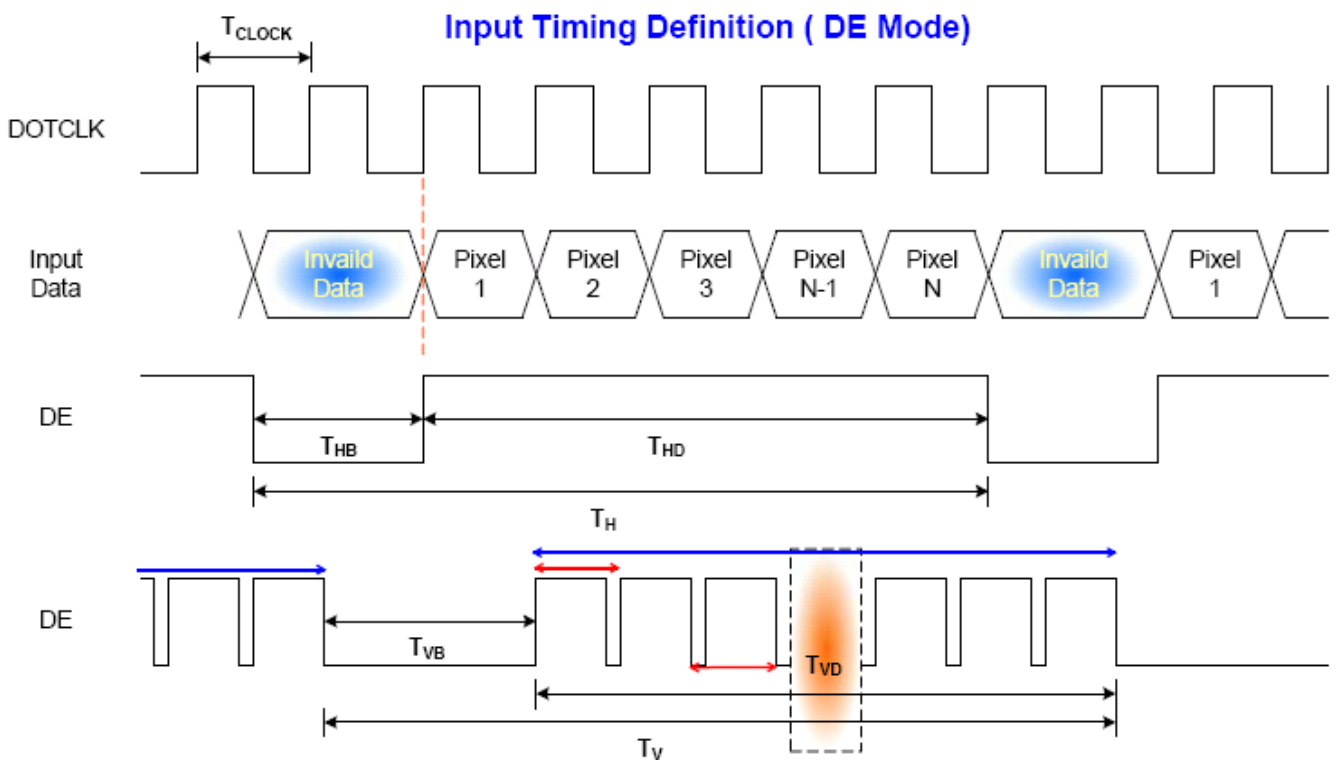 Input Timing Definition ( DE Mode)
TCLOCK
DOTCLK
Input
Data
Invaild
Data
Pixel
1
Pixel
2
Pixel
3
Pixel
N-1
Pixel
N
Invaild
Data
Pixel
1
DE
THB
THD
TH
DE
TVB
TVD
TV